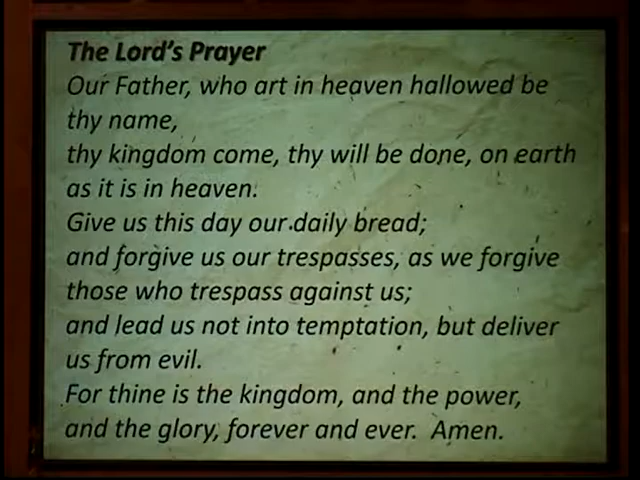 The Lord's Prayer
Our Father, who art in heaven hallowed be
thy name,
thy kingdom come, thy will be done, on earth
as it is in heaven.
Give us this day our daily bread;
and forgive us our trespasses, as we forgive
those who trespass against us;
and lead us not into temptation, but deliver
us from evil.
For thine is the kingdom, and the power,
and the glory, forever and ever.  Amen.